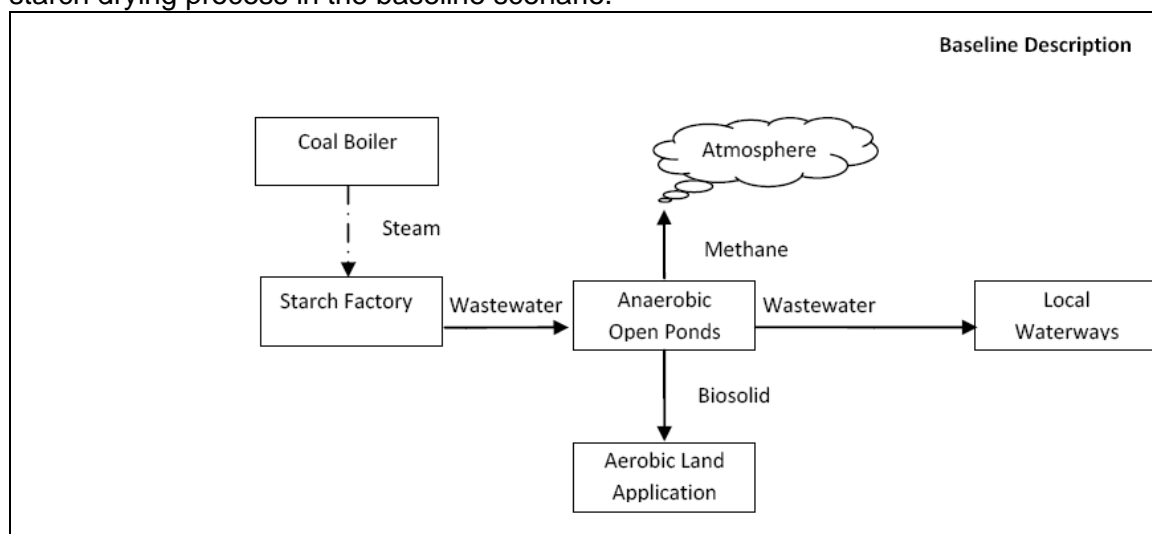 starch drying process in the baseline scenario.
Baseline Description
Coal Boiler
Atmosphere
Steam
Methane
Starch Factory
Wastewater
Anaerobic
Open Ponds
Wastewater
Local
Waterways
Biosolid
Aerobic Land
Application